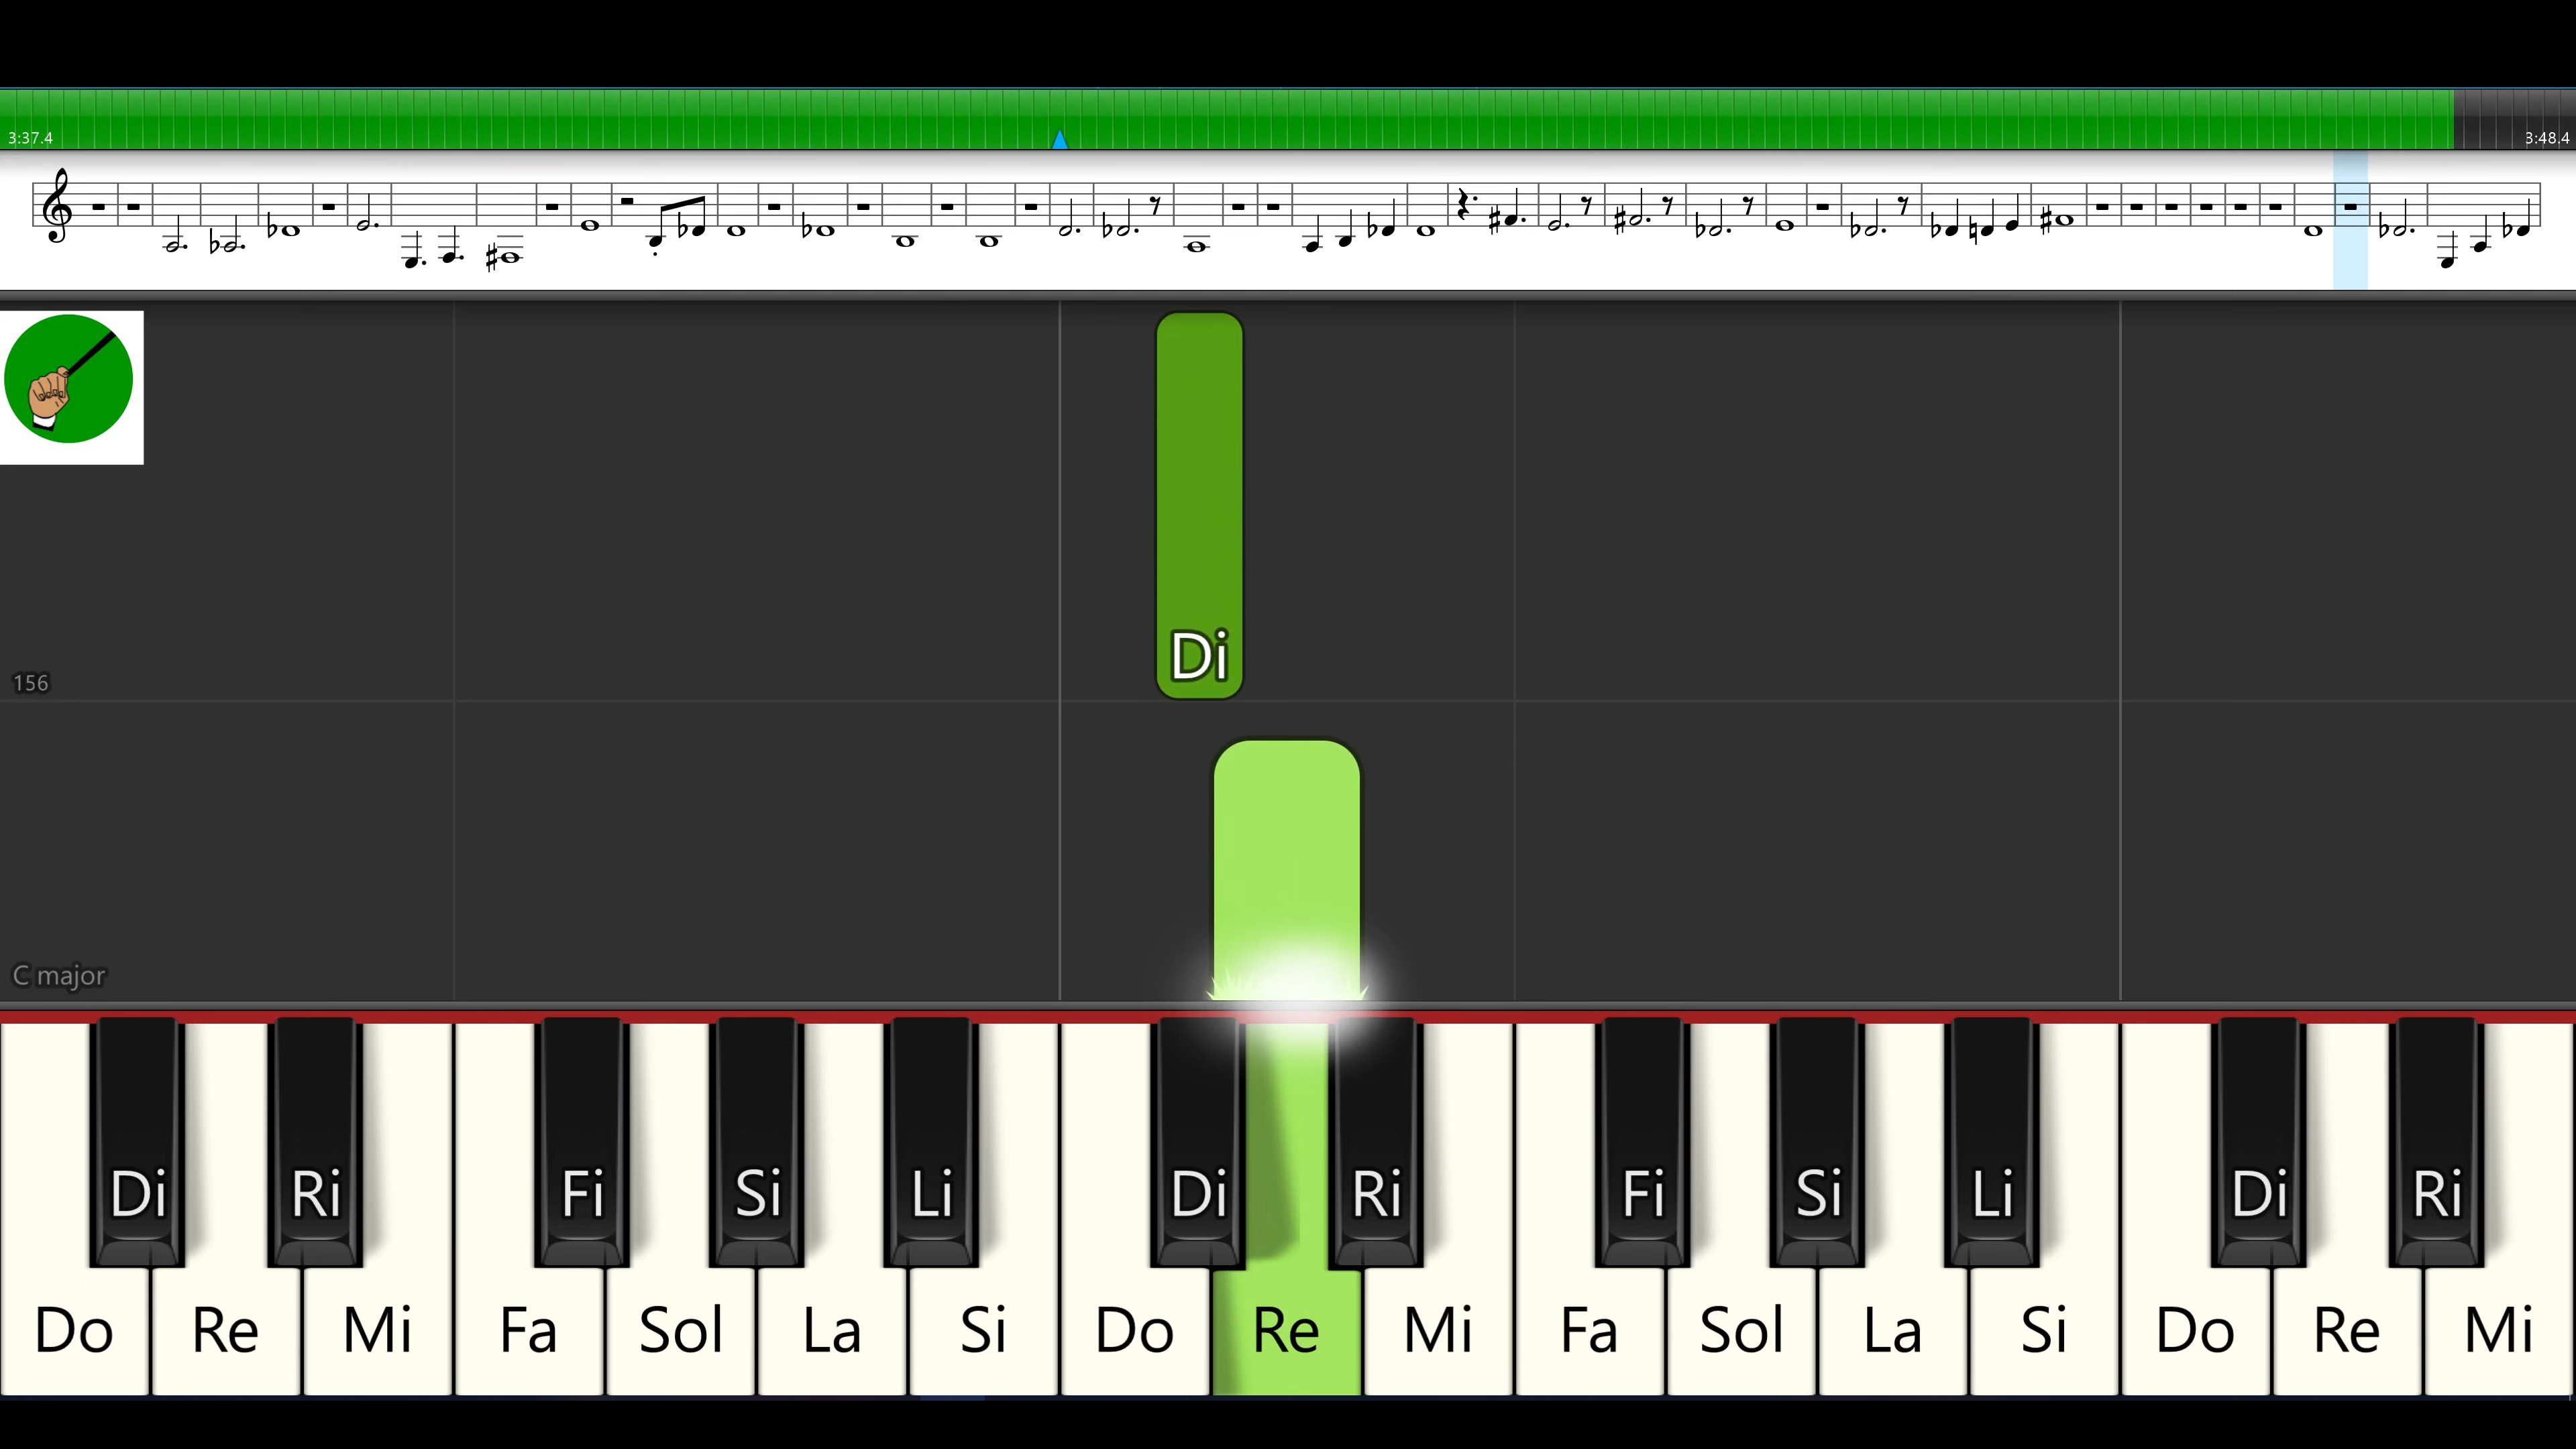 3:37.4 3:48.4
Di
156
C major
Di Ri Fi Si Li Di Ri Fi Si Li Di Ri
Do Re Mi Fa Sol La Si Do Re Mi Fa Sol La Si Do Re Mi